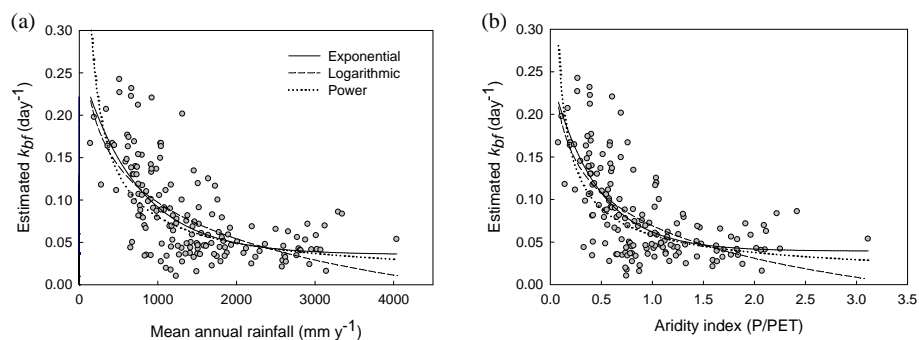 (a)
0.30
0.25
0.20
0.15
0.10
0.05
0.00
Estimated k_bf (day^-1)
Exponential
Logarithmic
Power
0 1000 2000 3000 4000
Mean annual rainfall (mm y^-1)
(b)
0.30
0.25
0.20
0.15
0.10
0.05
0.00
Estimated k_bf (day^-1)
0.0 0.5 1.0 1.5 2.0 2.5 3.0 3.5
Aridity index (P/PET)